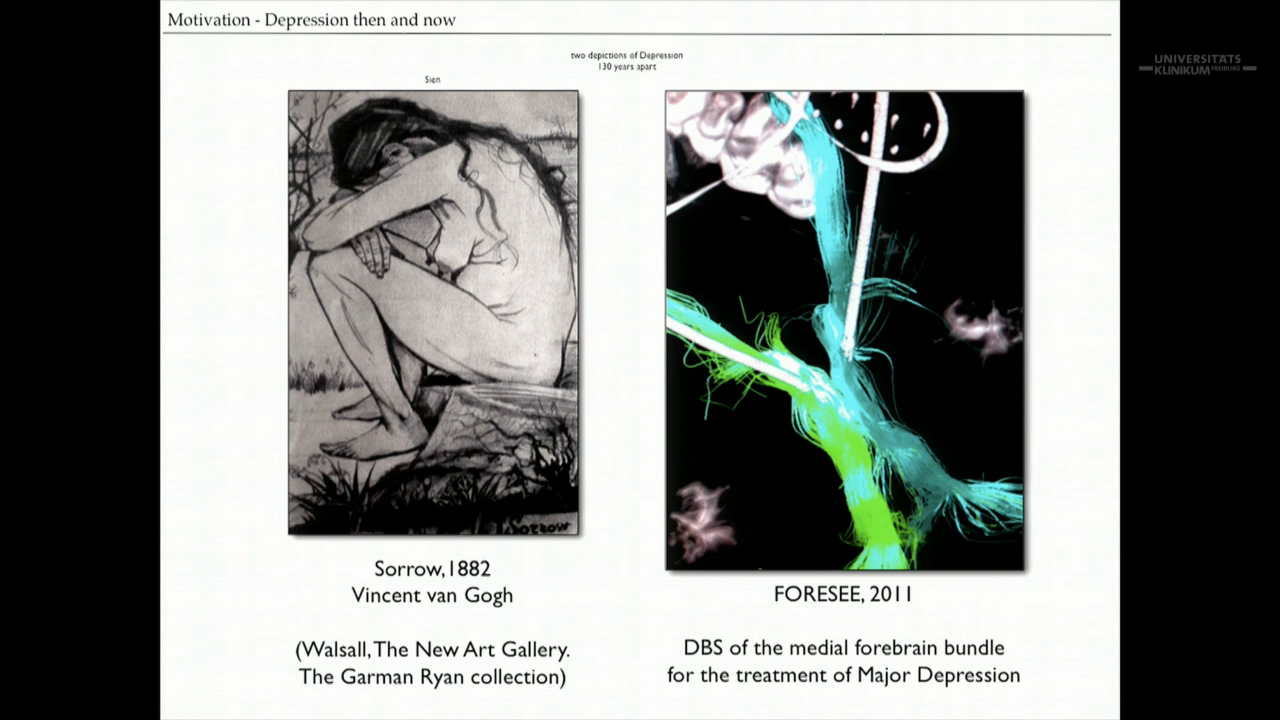 Motivation - Depression then and now
two depictions of Depression
130 years apart
Sien
Sorrow
Sorrow, 1882
Vincent van Gogh
(Walsall, The New Art Gallery.
The Garman Ryan collection)
FORESEE, 2011
DBS of the medial forebrain bundle
for the treatment of Major Depression
UNIVERSITÄTS
KLINIKUM FREIBURG